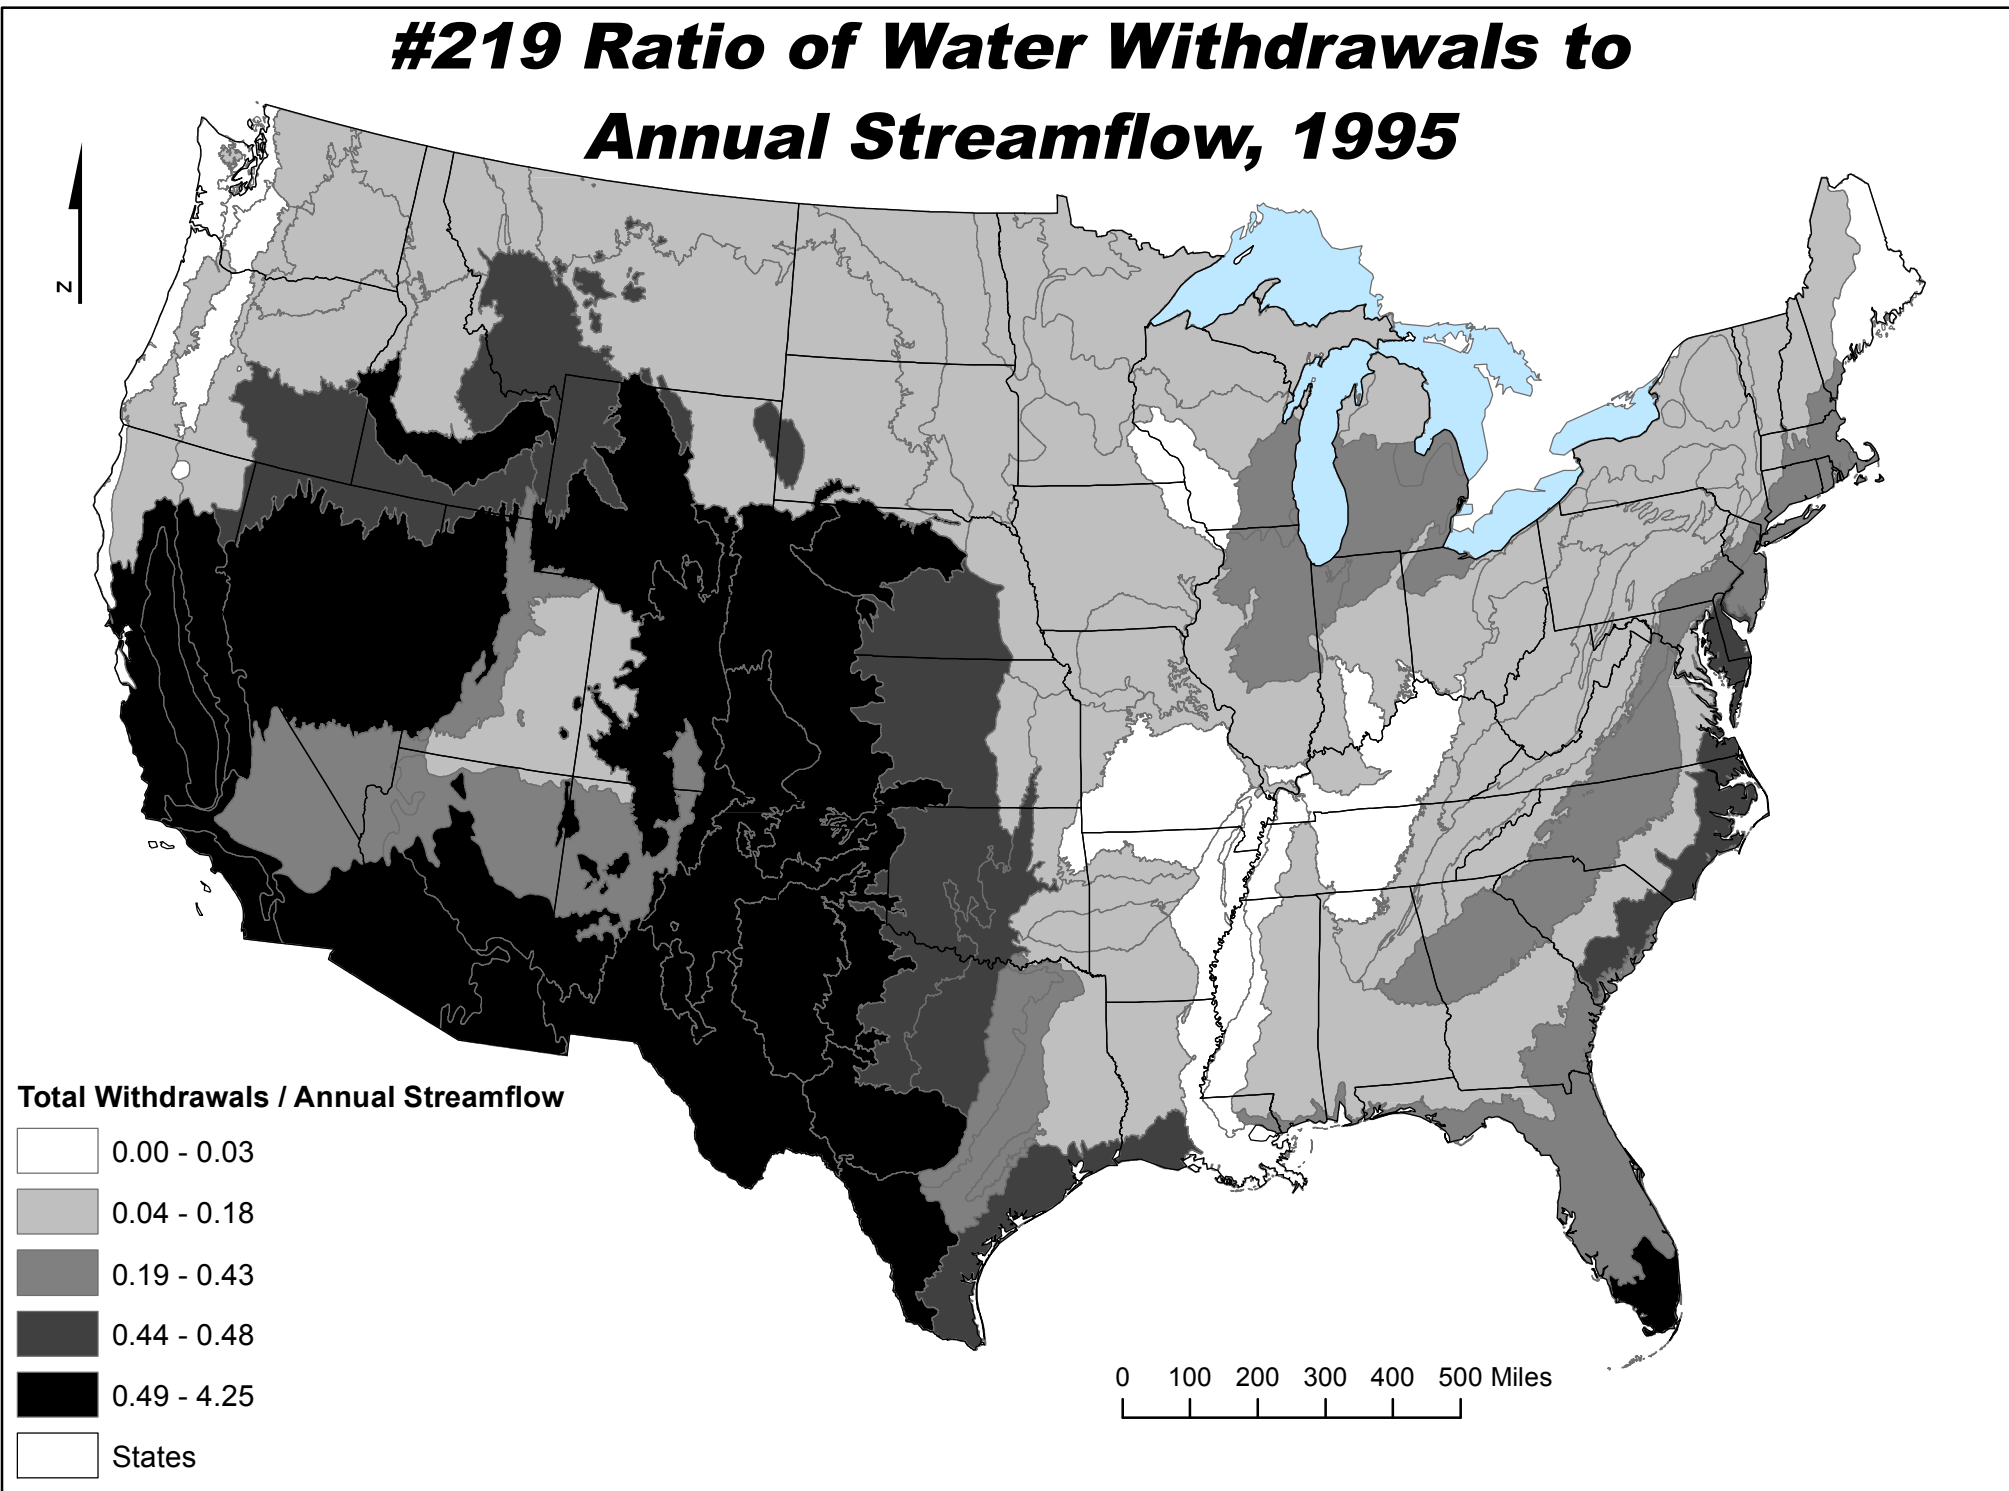 #219 Ratio of Water Withdrawals to
Annual Streamflow, 1995
N
Total Withdrawals / Annual Streamflow
0.00 - 0.03
0.04 - 0.18
0.19 - 0.43
0.44 - 0.48
0.49 - 4.25
States
0 100 200 300 400 500 Miles